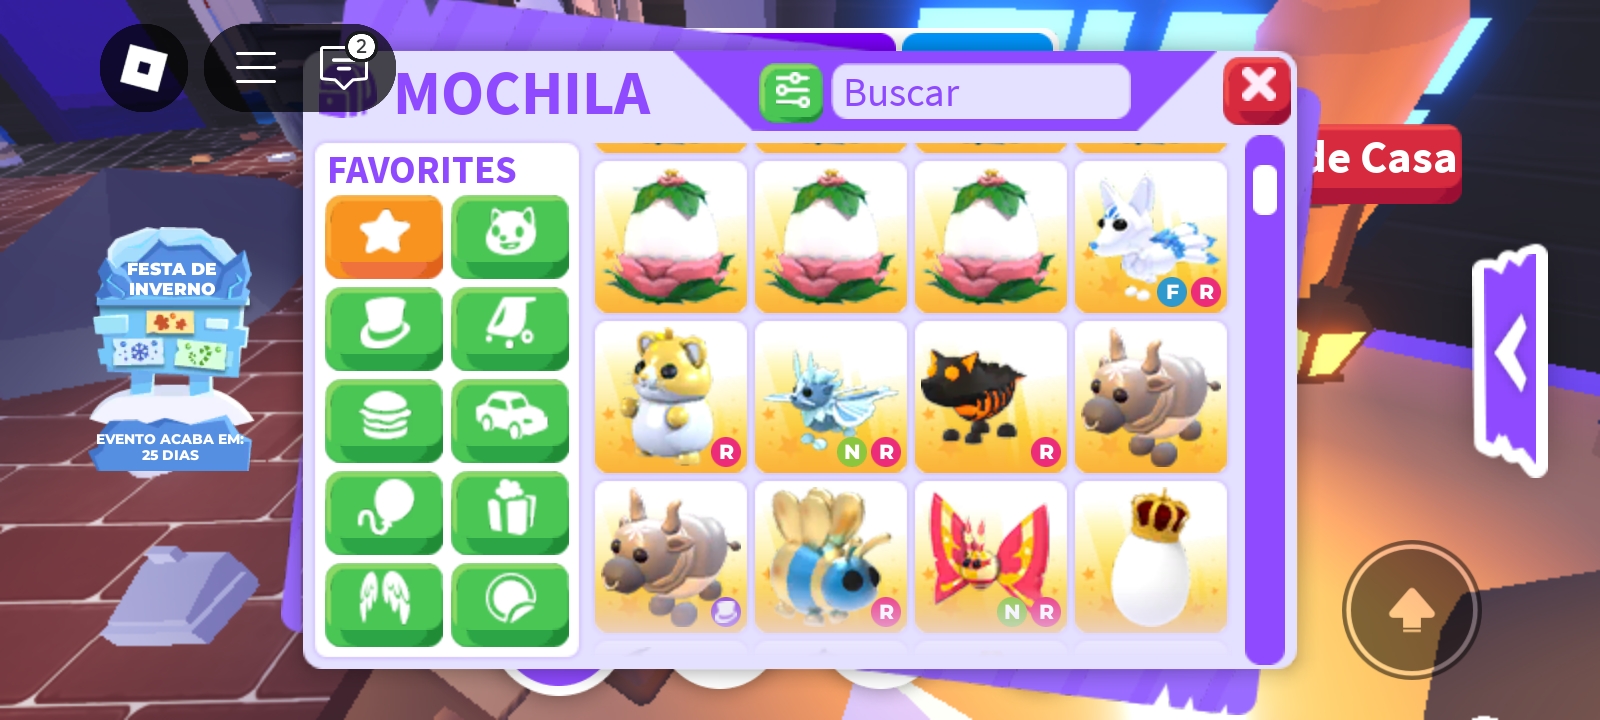 2
MOCHILA
Buscar
FAVORITES
de Casa
FESTA DE
INVERNO
EVENTO ACABA EM:
25 DIAS
F R
R
N R
R
R
N R